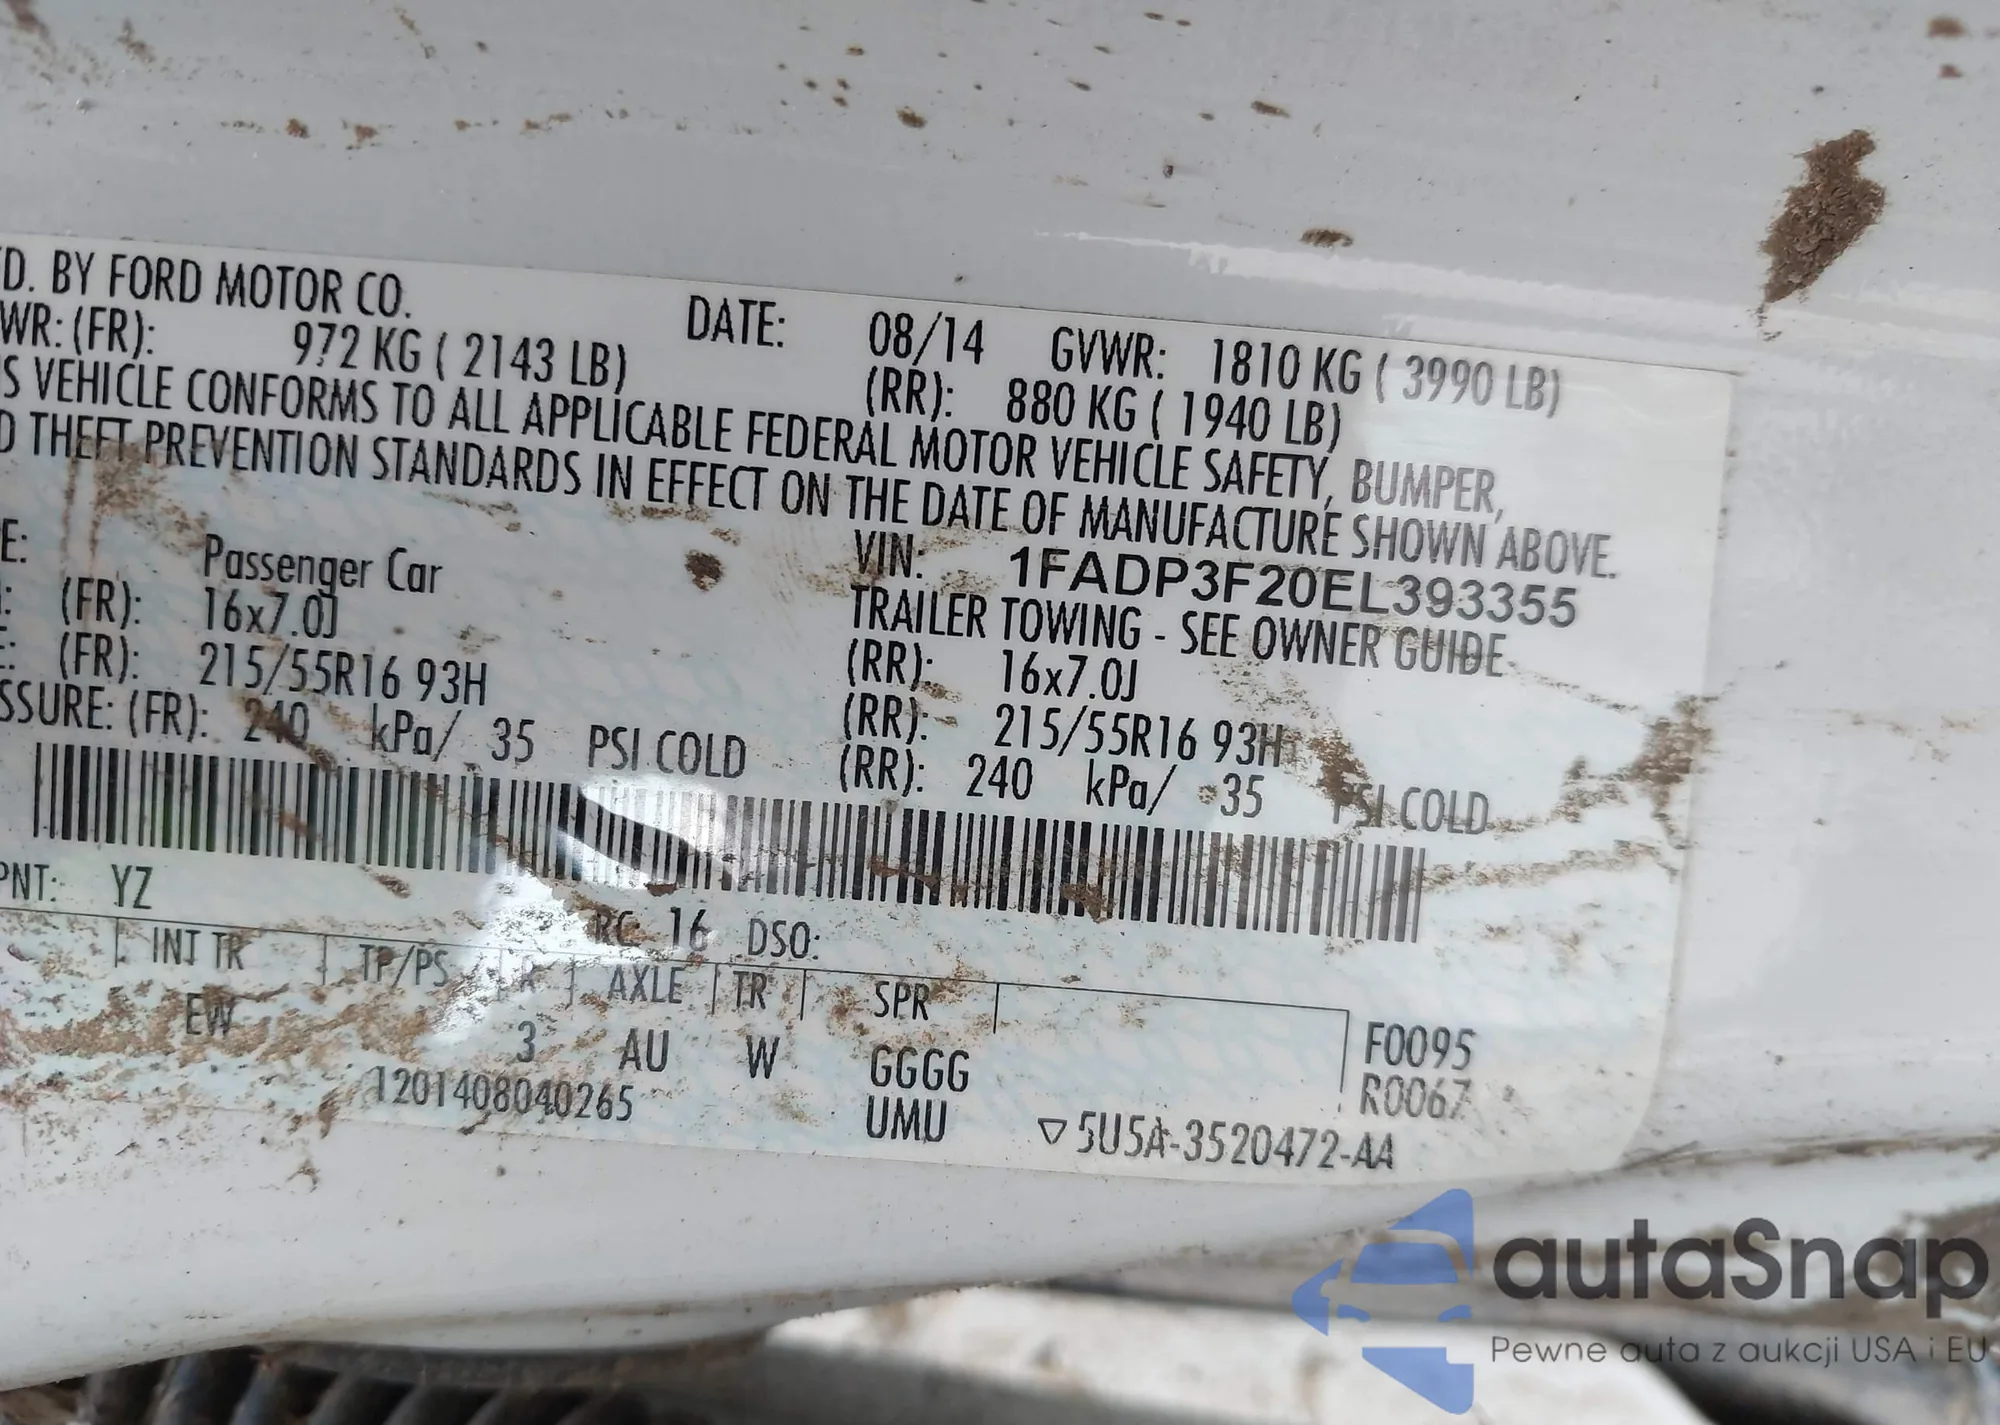 D. BY FORD MOTOR CO. DATE: 08/14 GVWR: 1810 KG ( 3990 LB)
WR: (FR): 972 KG ( 2143 LB) (RR): 880 KG ( 1940 LB)
S VEHICLE CONFORMS TO ALL APPLICABLE FEDERAL MOTOR VEHICLE SAFETY, BUMPER,
D THEFT PREVENTION STANDARDS IN EFFECT ON THE DATE OF MANUFACTURE SHOWN ABOVE.
VIN: 1FADP3F20EL393355
E: Passenger Car TRAILER TOWING - SEE OWNER GUIDE
: (FR): 16x7.0J (RR): 16x7.0J
E: (FR): 215/55R16 93H (RR): 215/55R16 93H
SSURE: (FR): 240 kPa/ 35 PSI COLD (RR): 240 kPa/ 35 PSI COLD
PNT: YZ RC 16 DSO:
INT TR TP/PS R AXLE TR SPR
EW 3 AU W GGGG F0095
1201408040265 UMU R0067
▽ 5U5A-3520472-AA
autaSnap
Pewne auta z aukcji USA i EU